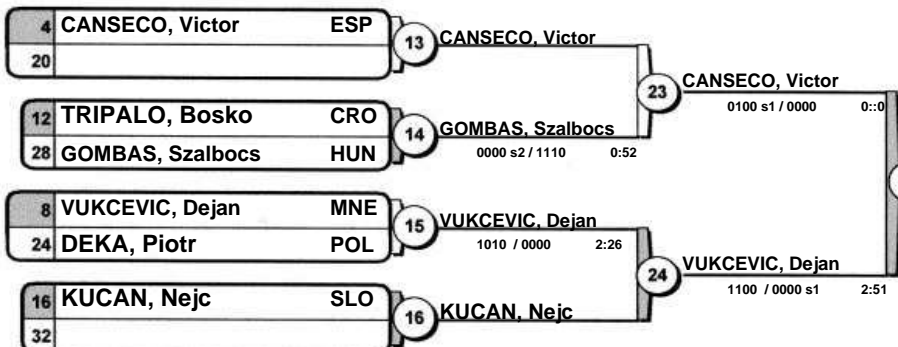 4 CANSECO, Victor ESP
20
13 CANSECO, Victor
12 TRIPALO, Bosko CRO
28 GOMBAS, Szalbocs HUN
14 GOMBAS, Szalbocs
0000 s2 / 1110 0:52
23 CANSECO, Victor
0100 s1 / 0000 0::0
8 VUKCEVIC, Dejan MNE
24 DEKA, Piotr POL
15 VUKCEVIC, Dejan
1010 / 0000 2:26
16 KUCAN, Nejc SLO
32
16 KUCAN, Nejc
24 VUKCEVIC, Dejan
1100 / 0000 s1 2:51